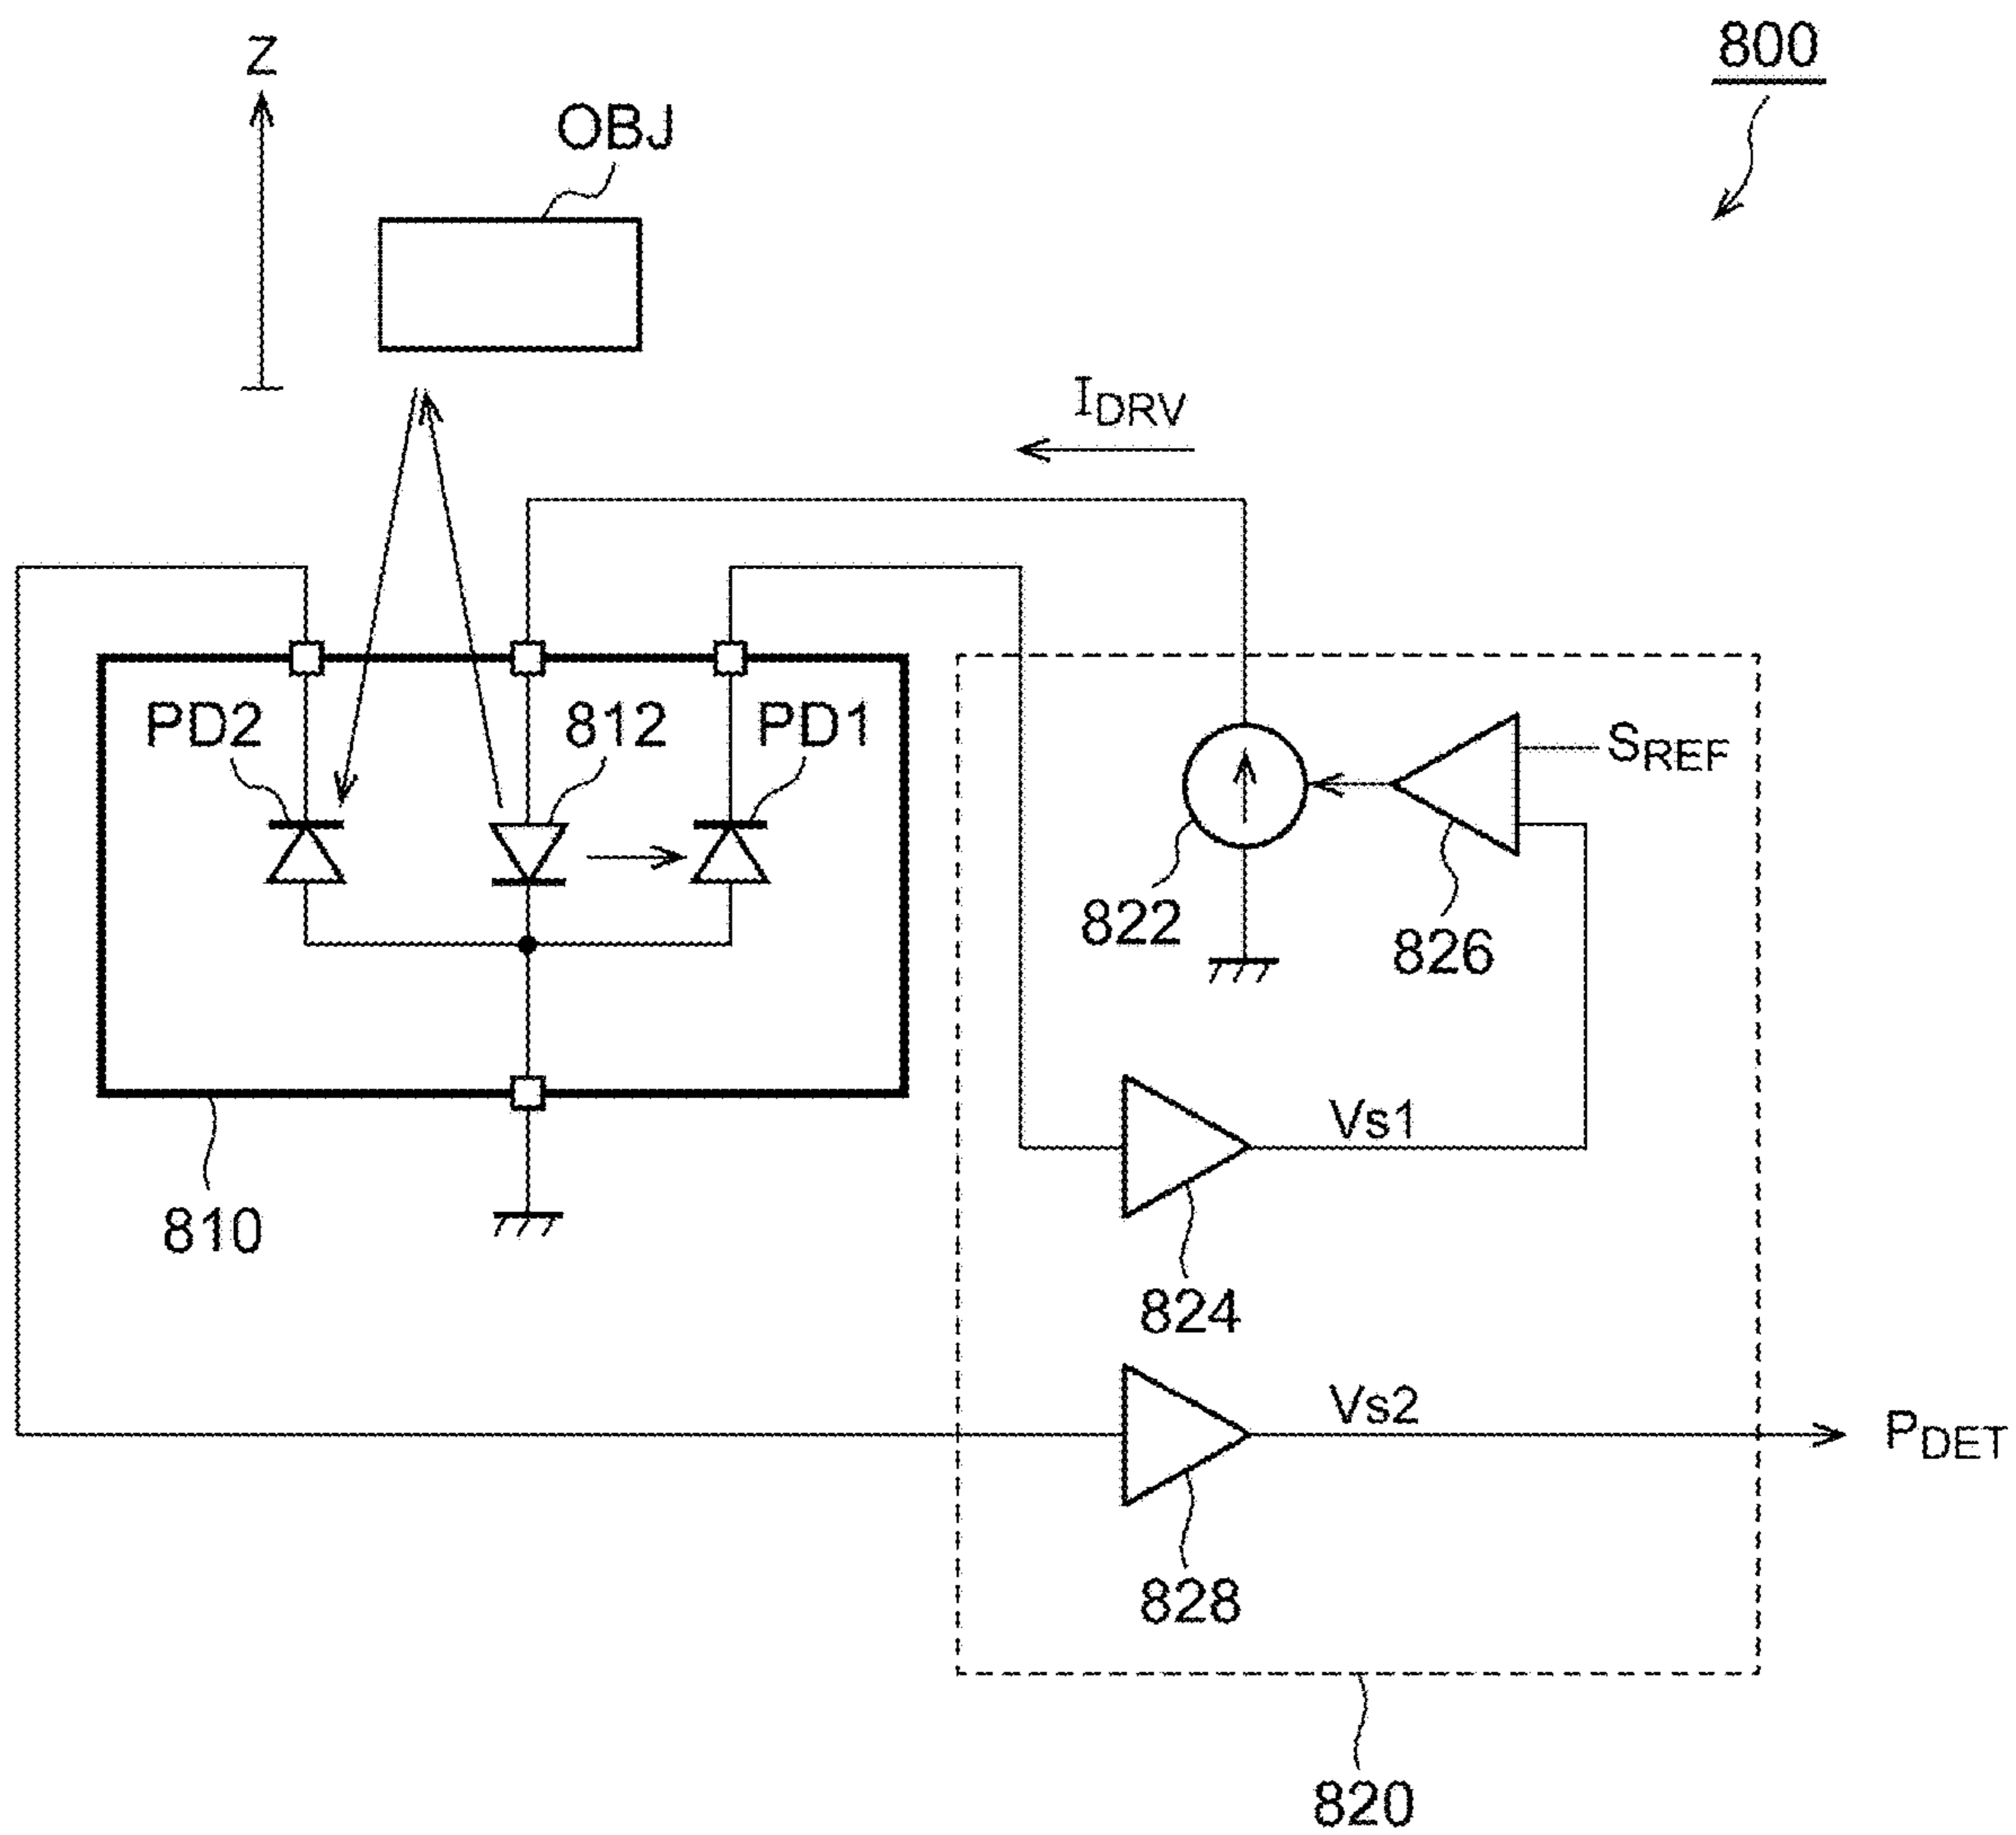 Z
800
OBJ
IDRV
PD2
812
PD1
SREF
822
826
Vs1
810
824
Vs2
PDET
828
820